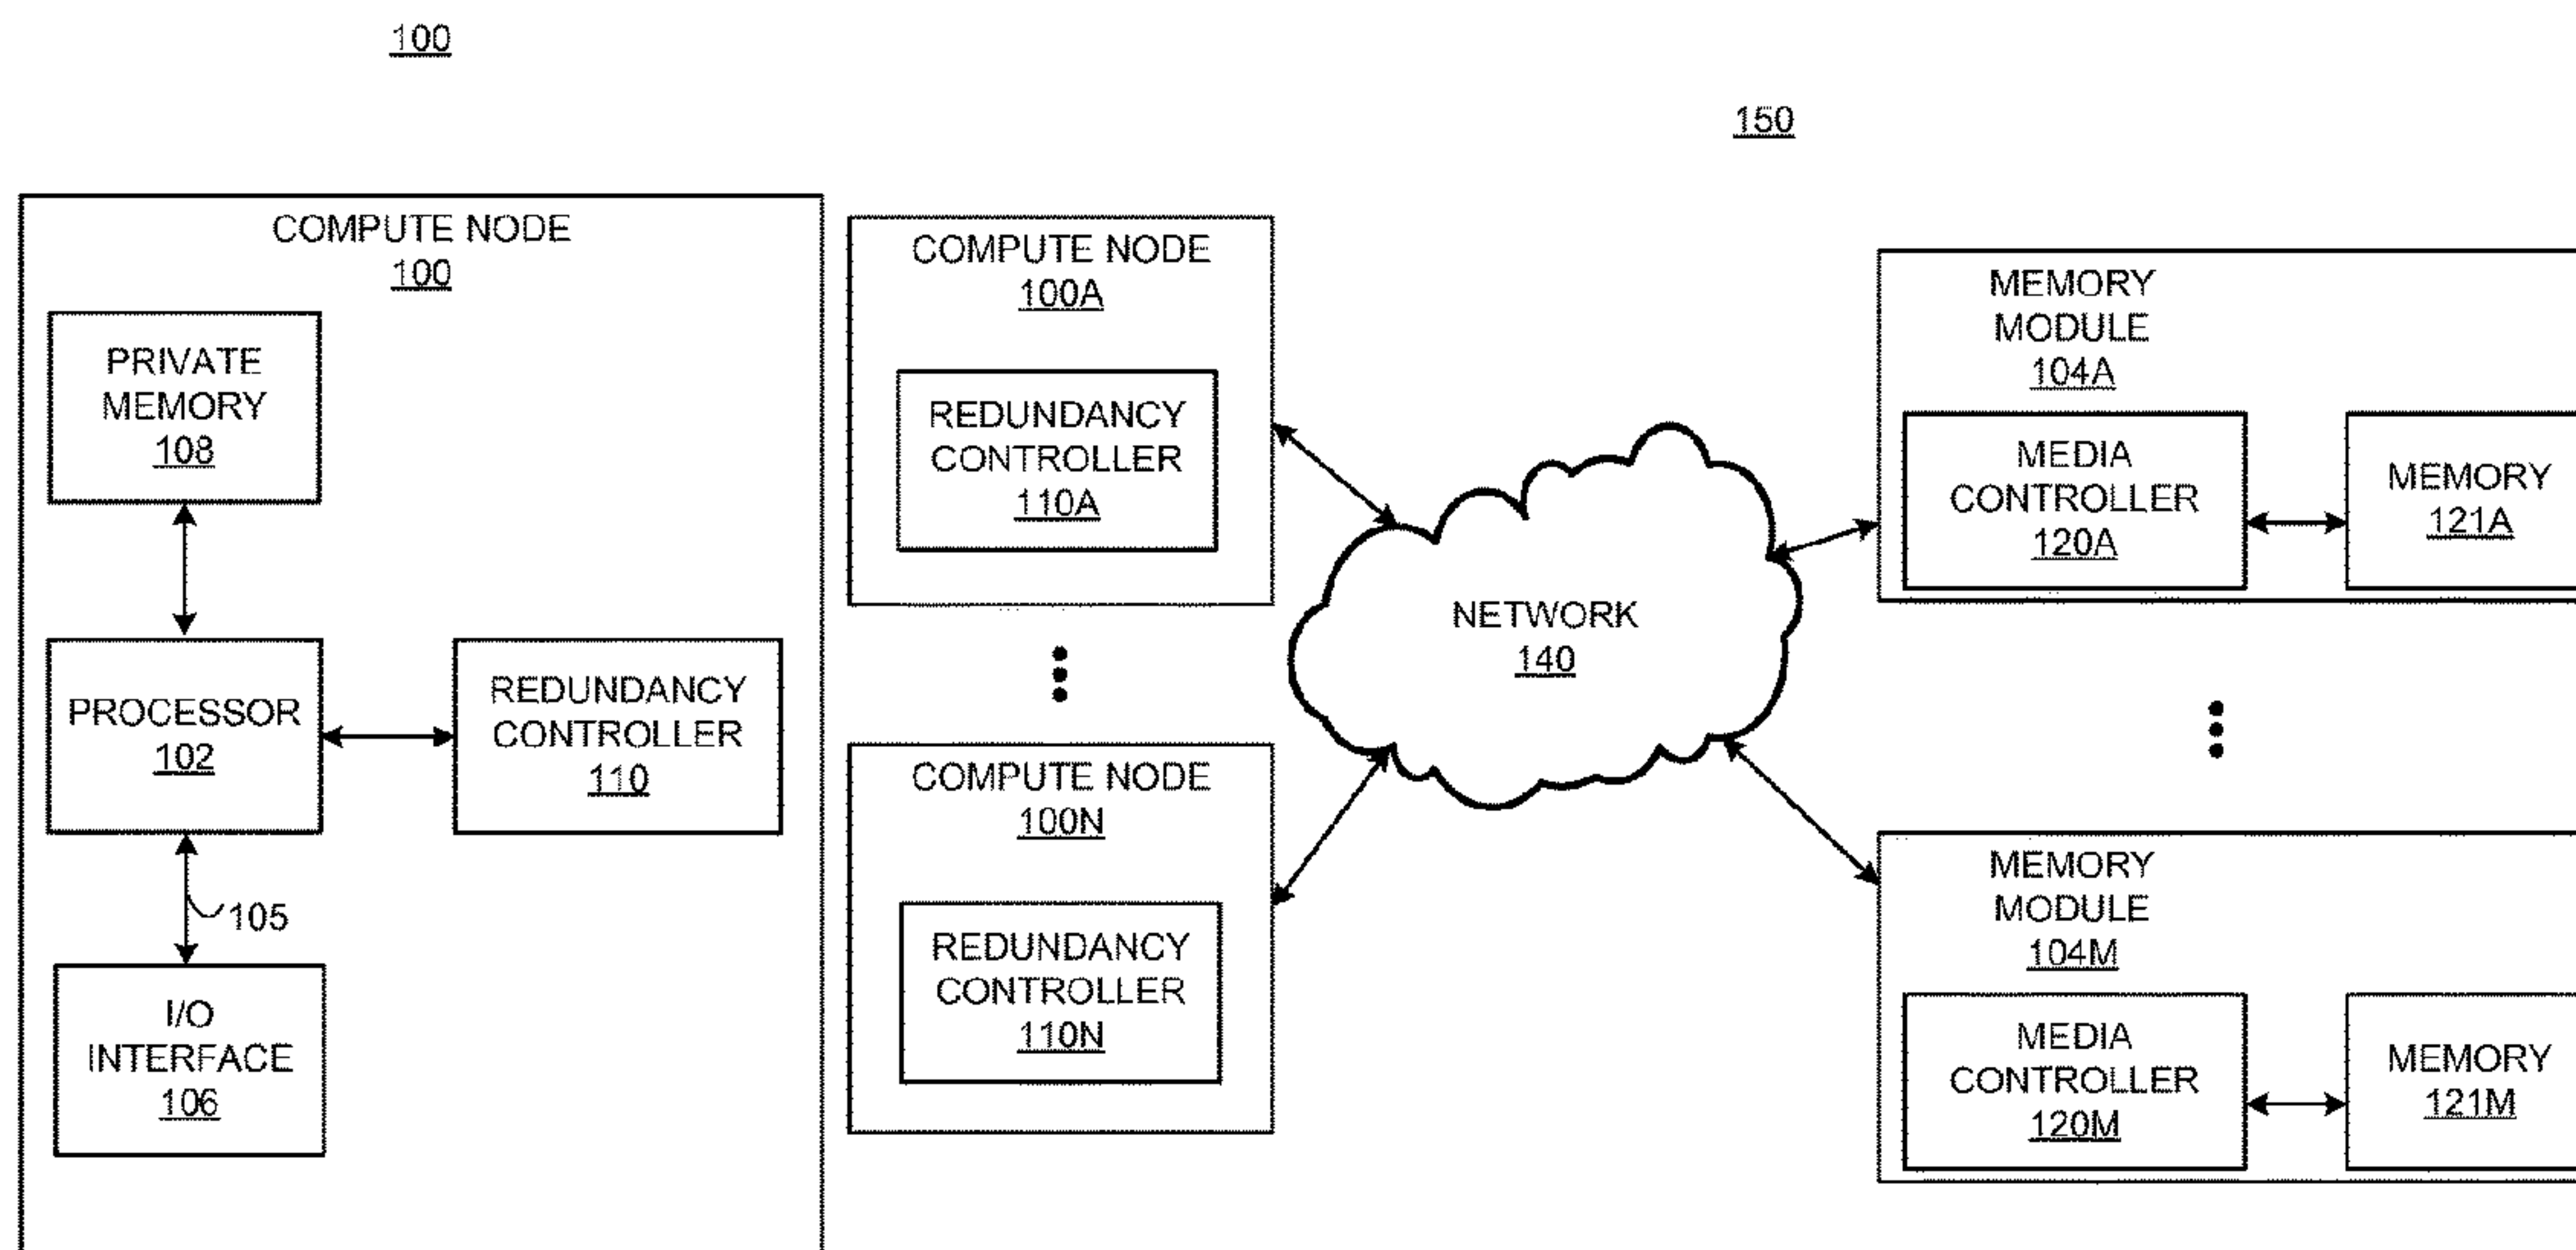 100
COMPUTE NODE
100
PRIVATE
MEMORY
108
PROCESSOR
102
REDUNDANCY
CONTROLLER
110
105
I/O
INTERFACE
106
150
COMPUTE NODE
100A
REDUNDANCY
CONTROLLER
110A
COMPUTE NODE
100N
REDUNDANCY
CONTROLLER
110N
NETWORK
140
MEMORY
MODULE
104A
MEDIA
CONTROLLER
120A
MEMORY
121A
MEMORY
MODULE
104M
MEDIA
CONTROLLER
120M
MEMORY
121M